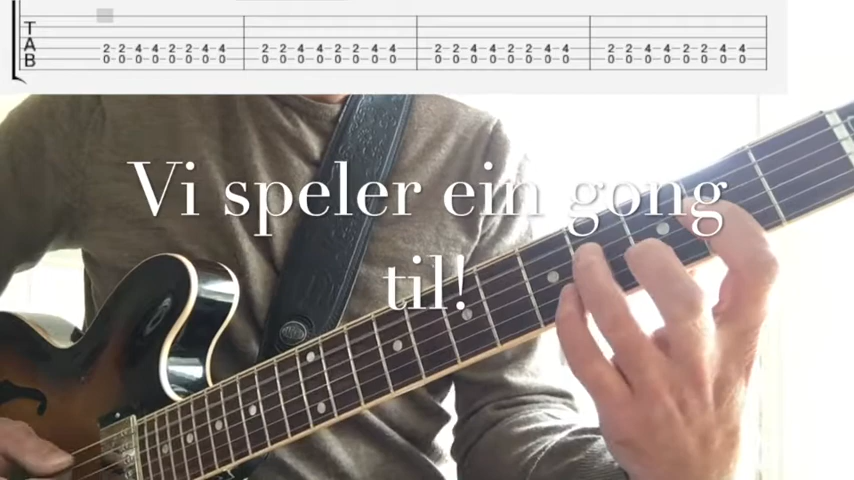 T
A
B
2 2 4 4 2 2 4 4 2 2 4 4 2 2 4 4 2 2 4 4 2 2 4 4 2 2 4 4 2 2 4 4
0 0 0 0 0 0 0 0 0 0 0 0 0 0 0 0 0 0 0 0 0 0 0 0 0 0 0 0 0 0 0 0
Vi speler ein gong
til!